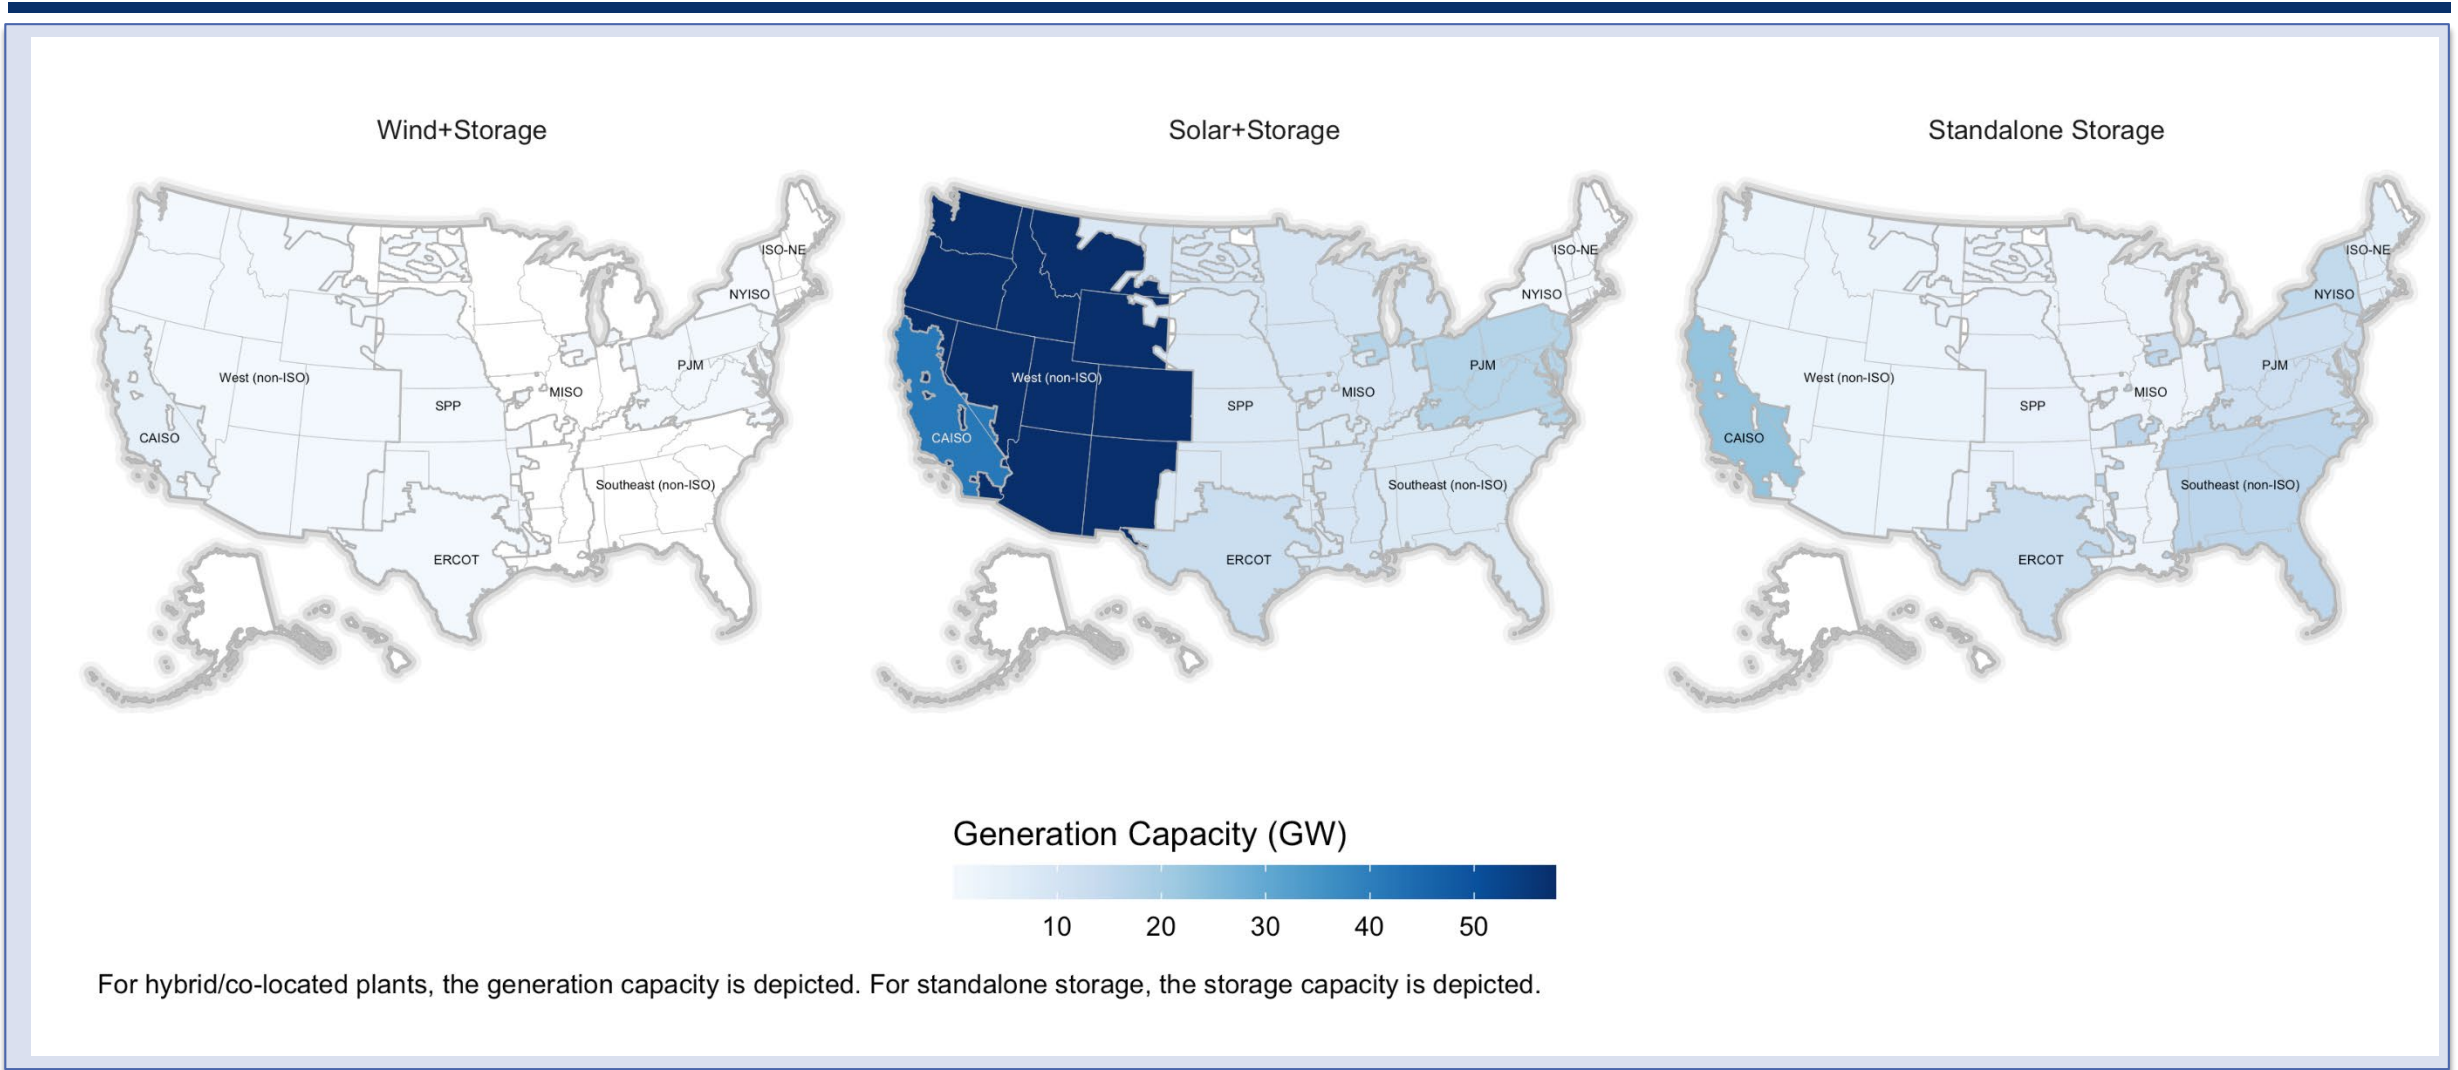 Wind+Storage
ISO-NE
NYISO
PJM
West (non-ISO)
MISO
SPP
CAISO
Southeast (non-ISO)
ERCOT
Solar+Storage
ISO-NE
NYISO
PJM
West (non-ISO)
MISO
SPP
CAISO
Southeast (non-ISO)
ERCOT
Standalone Storage
ISO-NE
NYISO
PJM
West (non-ISO)
MISO
SPP
CAISO
Southeast (non-ISO)
ERCOT
Generation Capacity (GW)
10 20 30 40 50
For hybrid/co-located plants, the generation capacity is depicted. For standalone storage, the storage capacity is depicted.